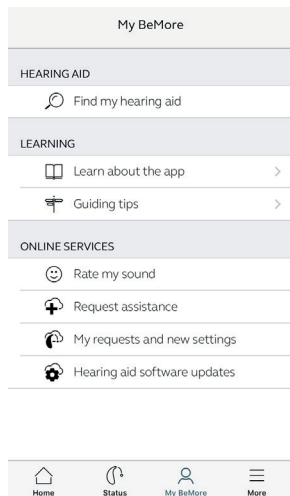 My BeMore
HEARING AID
Find my hearing aid
LEARNING
Learn about the app
Guiding tips
ONLINE SERVICES
Rate my sound
Request assistance
My requests and new settings
Hearing aid software updates
Home Status My BeMore More